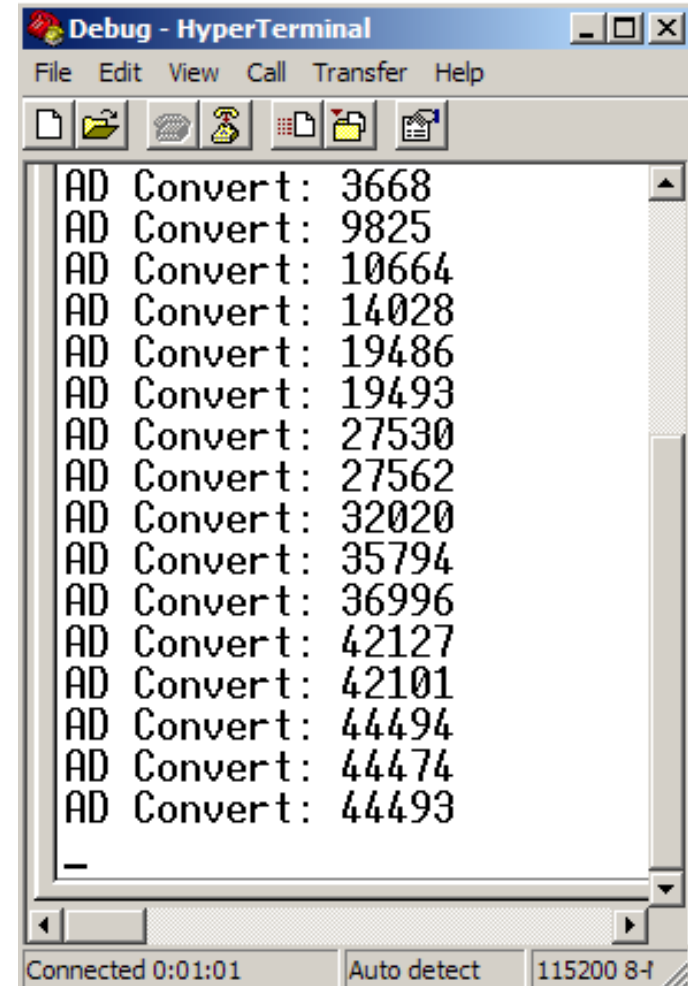 Debug - HyperTerminal
File Edit View Call Transfer Help
AD Convert: 3668
AD Convert: 9825
AD Convert: 10664
AD Convert: 14028
AD Convert: 19486
AD Convert: 19493
AD Convert: 27530
AD Convert: 27562
AD Convert: 32020
AD Convert: 35794
AD Convert: 36996
AD Convert: 42127
AD Convert: 42101
AD Convert: 44494
AD Convert: 44474
AD Convert: 44493
_
Connected 0:01:01 Auto detect 115200